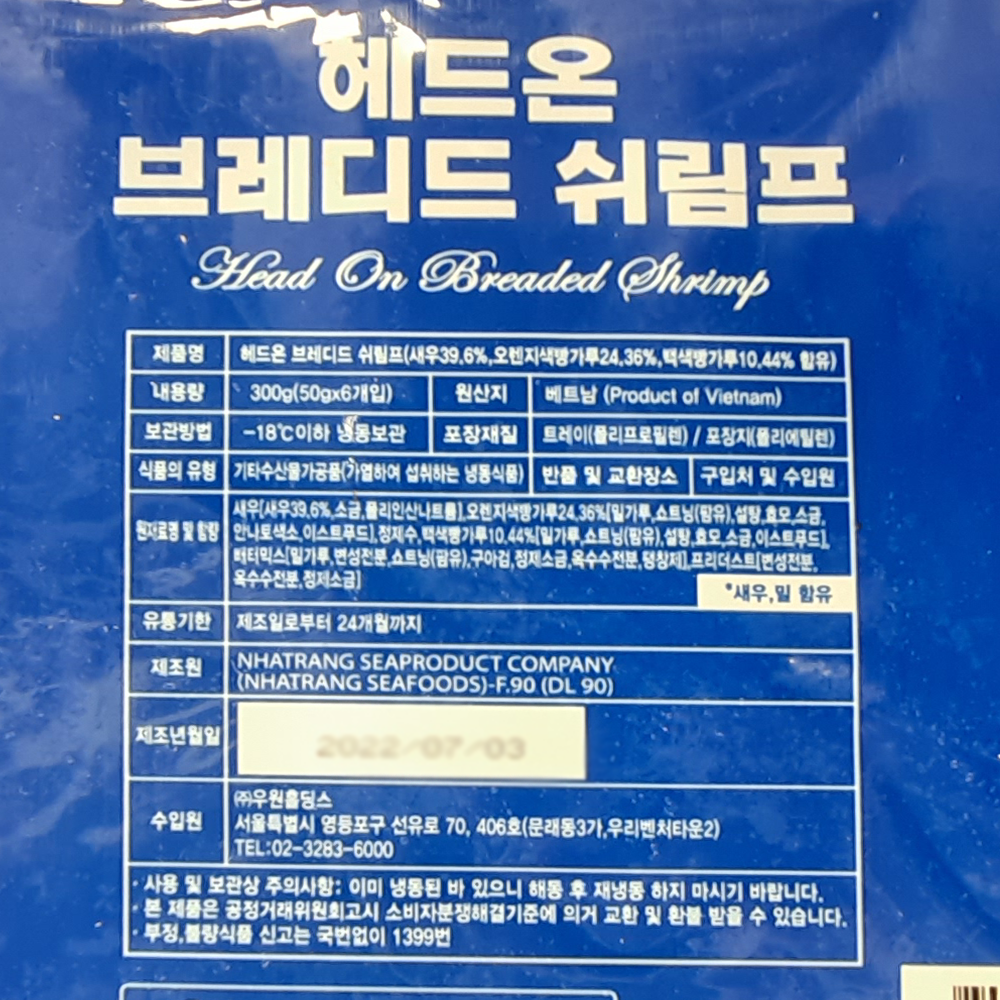 헤드온
브레디드 쉬림프
Head On Breaded Shrimp
제품명 헤드온 브레디드 쉬림프(새우39.6%,오렌지색빵가루24.36%,백색빵가루10.44% 함유)
내용량 300g(50gx6개입) 원산지 베트남 (Product of Vietnam)
보관방법 -18℃이하 냉동보관 포장재질 트레이(폴리프로필렌) / 포장지(폴리에틸렌)
식품의 유형 기타수산물가공품(가열하여 섭취하는 냉동식품) 반품 및 교환장소 구입처 및 수입원
원재료명 및 함량 새우[새우39.6%,소금,폴리인산나트륨],오렌지색빵가루24.36%[밀가루,쇼트닝(팜유),설탕,효모,소금,
안나토색소,이스트푸드],정제수,백색빵가루10.44%[밀가루,쇼트닝(팜유),설탕,효모,소금,이스트푸드],
배터믹스[밀가루,변성전분,쇼트닝(팜유),구아검,정제소금,옥수수전분,팽창제],프리더스트[변성전분,
옥수수전분,정제소금]
*새우,밀 함유
유통기한 제조일로부터 24개월까지
제조원 NHATRANG SEAPRODUCT COMPANY
(NHATRANG SEAFOODS)-F.90 (DL 90)
제조년월일 2022/07/03
수입원 ㈜우원홀딩스
서울특별시 영등포구 선유로 70, 406호(문래동3가,우리벤처타운2)
TEL:02-3283-6000
· 사용 및 보관상 주의사항: 이미 냉동된 바 있으니 해동 후 재냉동 하지 마시기 바랍니다.
· 본 제품은 공정거래위원회고시 소비자분쟁해결기준에 의거 교환 및 환불 받을 수 있습니다.
· 부정,불량식품 신고는 국번없이 1399번